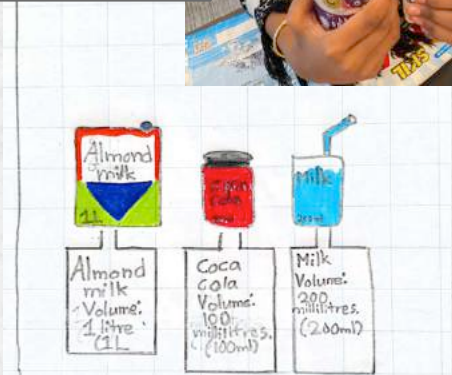 Almond
milk
1L
Milk
200ml
Almond
milk
Volume:
1 litre
(1L
Coca
cola
Volume:
100
millilitres.
(100ml)
Milk
Volume:
200
millilitres.
(200ml)